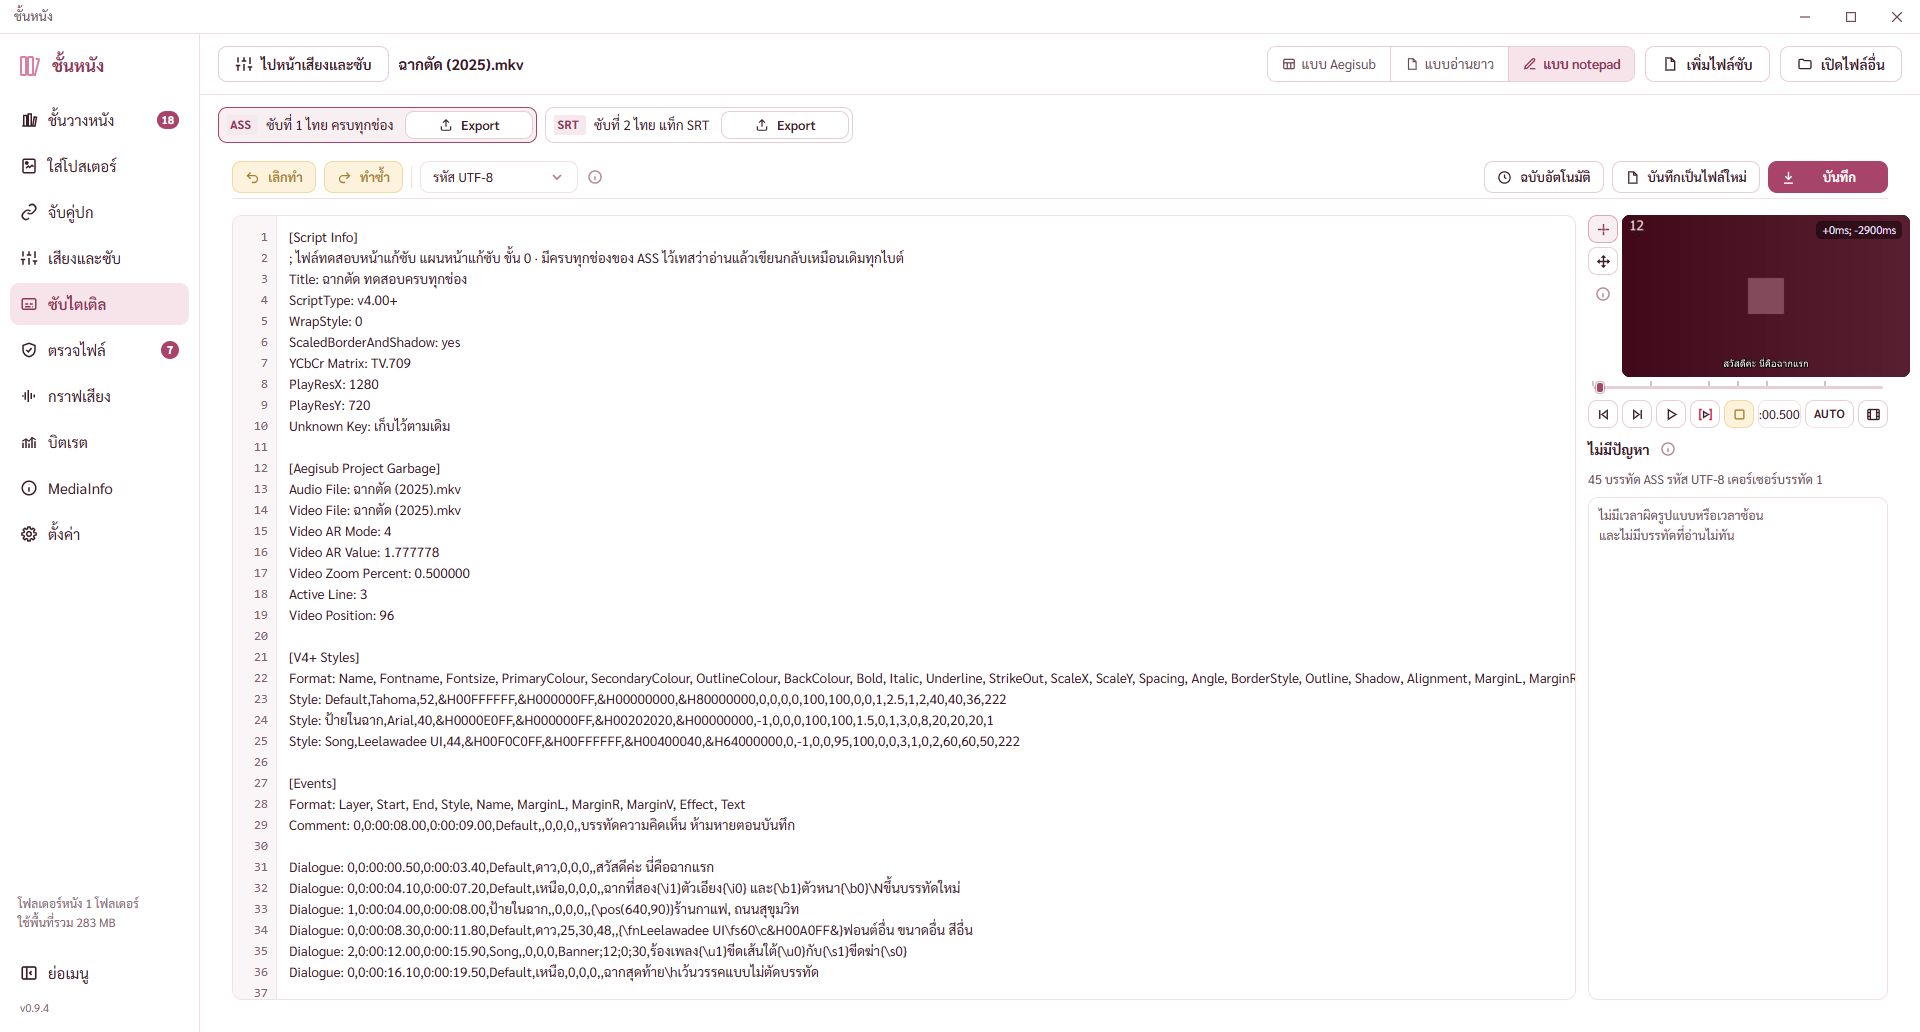 ชั้นหนัง
ชั้นหนัง
ชั้นวางหนัง 18
ใส่โปสเตอร์
จับคู่ปก
เสียงและซับ
ซับไตเติล
ตรวจไฟล์ 7
กราฟเสียง
บิตเรต
MediaInfo
ตั้งค่า
โฟลเดอร์หนัง 1 โฟลเดอร์
ใช้พื้นที่รวม 283 MB
ย่อเมนู
v0.9.4
ไปหน้าเสียงและซับ ฉากตัด (2025).mkv
แบบ Aegisub แบบอ่านยาว แบบ notepad เพิ่มไฟล์ซับ เปิดไฟล์อื่น
ASS ซับที่ 1 ไทย ครบทุกช่อง Export SRT ซับที่ 2 ไทย แท็ก SRT Export
เลิกทำ ทำซ้ำ รหัส UTF-8 ฉบับอัตโนมัติ บันทึกเป็นไฟล์ใหม่ บันทึก
1 [Script Info]
2 ; ไฟล์ทดสอบหน้าแก้ซับ แผนหน้าแก้ซับ ขั้น 0 · มีครบทุกช่องของ ASS ไว้เทสว่าอ่านแล้วเขียนกลับเหมือนเดิมทุกไบต์
3 Title: ฉากตัด ทดสอบครบทุกช่อง
4 ScriptType: v4.00+
5 WrapStyle: 0
6 ScaledBorderAndShadow: yes
7 YCbCr Matrix: TV.709
8 PlayResX: 1280
9 PlayResY: 720
10 Unknown Key: เก็บไว้ตามเดิม
11
12 [Aegisub Project Garbage]
13 Audio File: ฉากตัด (2025).mkv
14 Video File: ฉากตัด (2025).mkv
15 Video AR Mode: 4
16 Video AR Value: 1.777778
17 Video Zoom Percent: 0.500000
18 Active Line: 3
19 Video Position: 96
20
21 [V4+ Styles]
22 Format: Name, Fontname, Fontsize, PrimaryColour, SecondaryColour, OutlineColour, BackColour, Bold, Italic, Underline, StrikeOut, ScaleX, ScaleY, Spacing, Angle, BorderStyle, Outline, Shadow, Alignment, MarginL, MarginR
23 Style: Default,Tahoma,52,&H00FFFFFF,&H000000FF,&H00000000,&H80000000,0,0,0,0,100,100,0,0,1,2.5,1,2,40,40,36,222
24 Style: ป้ายในฉาก,Arial,40,&H0000E0FF,&H000000FF,&H00202020,&H00000000,-1,0,0,0,100,100,1.5,0,1,3,0,8,20,20,20,1
25 Style: Song,Leelawadee UI,44,&H00F0C0FF,&H00FFFFFF,&H00400040,&H64000000,0,-1,0,0,95,100,0,0,3,1,0,2,60,60,50,222
26
27 [Events]
28 Format: Layer, Start, End, Style, Name, MarginL, MarginR, MarginV, Effect, Text
29 Comment: 0,0:00:08.00,0:00:09.00,Default,,0,0,0,,บรรทัดความคิดเห็น ห้ามหายตอนบันทึก
30
31 Dialogue: 0,0:00:00.50,0:00:03.40,Default,ดาว,0,0,0,,สวัสดีค่ะ นี่คือฉากแรก
32 Dialogue: 0,0:00:04.10,0:00:07.20,Default,เหนือ,0,0,0,,ฉากที่สอง{\i1}ตัวเอียง{\i0} และ{\b1}ตัวหนา{\b0}\Nขึ้นบรรทัดใหม่
33 Dialogue: 1,0:00:04.00,0:00:08.00,ป้ายในฉาก,,0,0,0,,{\pos(640,90)}ร้านกาแฟ, ถนนสุขุมวิท
34 Dialogue: 0,0:00:08.30,0:00:11.80,Default,ดาว,25,30,48,,{\fnLeelawadee UI\fs60\c&H00A0FF&}ฟอนต์อื่น ขนาดอื่น สีอื่น
35 Dialogue: 2,0:00:12.00,0:00:15.90,Song,,0,0,0,Banner;12;0;30,ร้องเพลง{\u1}ขีดเส้นใต้{\u0}กับ{\s1}ขีดฆ่า{\s0}
36 Dialogue: 0,0:00:16.10,0:00:19.50,Default,เหนือ,0,0,0,,ฉากสุดท้าย\hเว้นวรรคแบบไม่ตัดบรรทัด
37
12
+0ms; -2900ms
สวัสดีค่ะ นี่คือฉากแรก
:00.500 AUTO
ไม่มีปัญหา
45 บรรทัด ASS รหัส UTF-8 เคอร์เซอร์บรรทัด 1
ไม่มีเวลาผิดรูปแบบหรือเวลาซ้อน
และไม่มีบรรทัดที่อ่านไม่ทัน